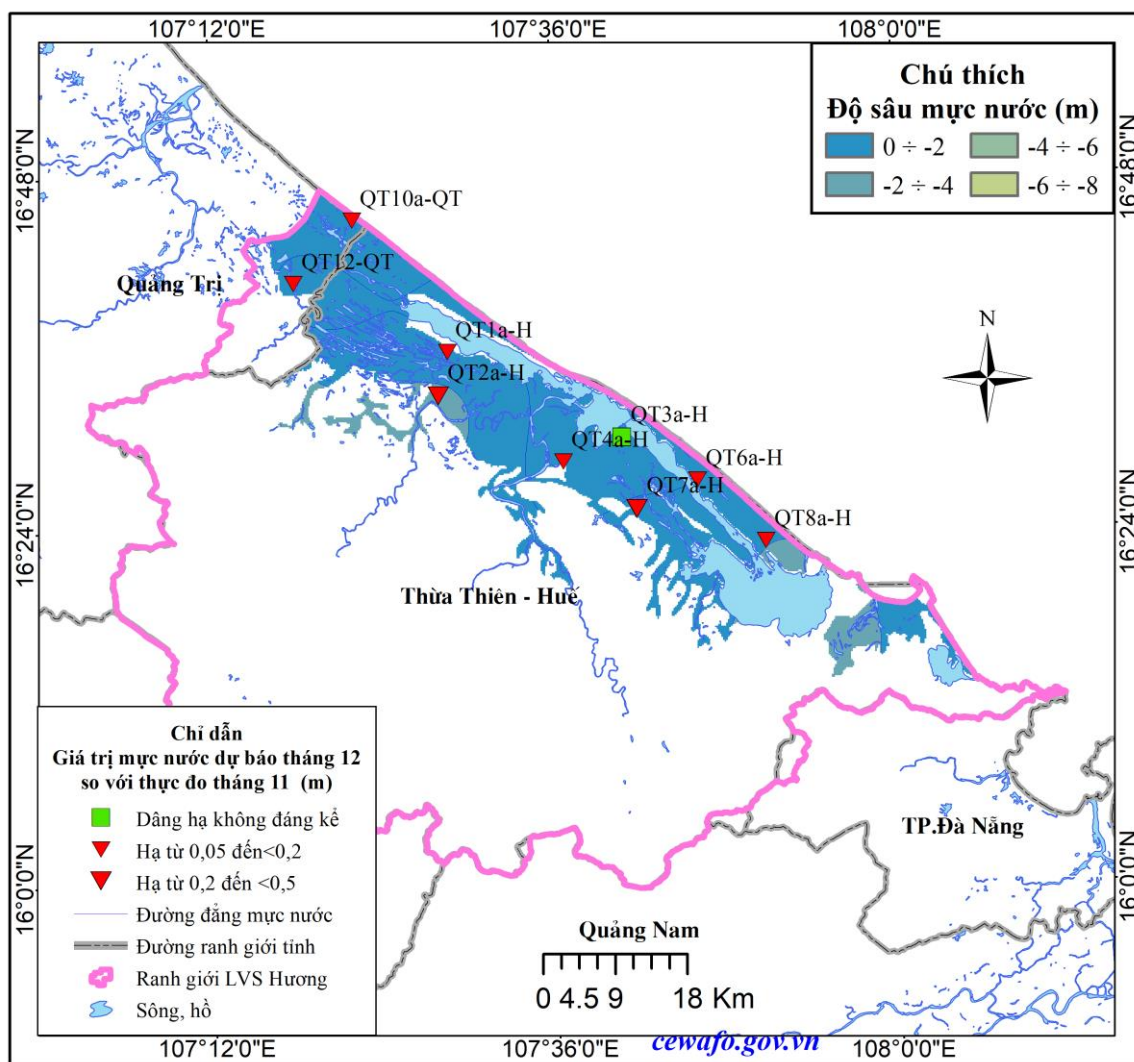 107°12'0"E 107°36'0"E 108°0'0"E
Chú thích
Độ sâu mực nước (m)
0 ÷ -2 -4 ÷ -6
-2 ÷ -4 -6 ÷ -8
16°48'0"N 16°48'0"N
QT10a-QT
QT12-QT
Quảng Trị
QT1a-H
QT2a-H
N
QT3a-H
QT4a-H
QT6a-H
QT7a-H
QT8a-H
16°24'0"N 16°24'0"N
Thừa Thiên - Huế
Chỉ dẫn
Giá trị mực nước dự báo tháng 12
so với thực đo tháng 11 (m)
Dâng hạ không đáng kể
Hạ từ 0,05 đến<0,2
Hạ từ 0,2 đến <0,5
Đường đẳng mực nước
Đường ranh giới tỉnh
Ranh giới LVS Hương
Sông, hồ
TP.Đà Nẵng
16°0'0"N 16°0'0"N
Quảng Nam
0 4.5 9 18 Km
cewafo.gov.vn
107°12'0"E 107°36'0"E 108°0'0"E